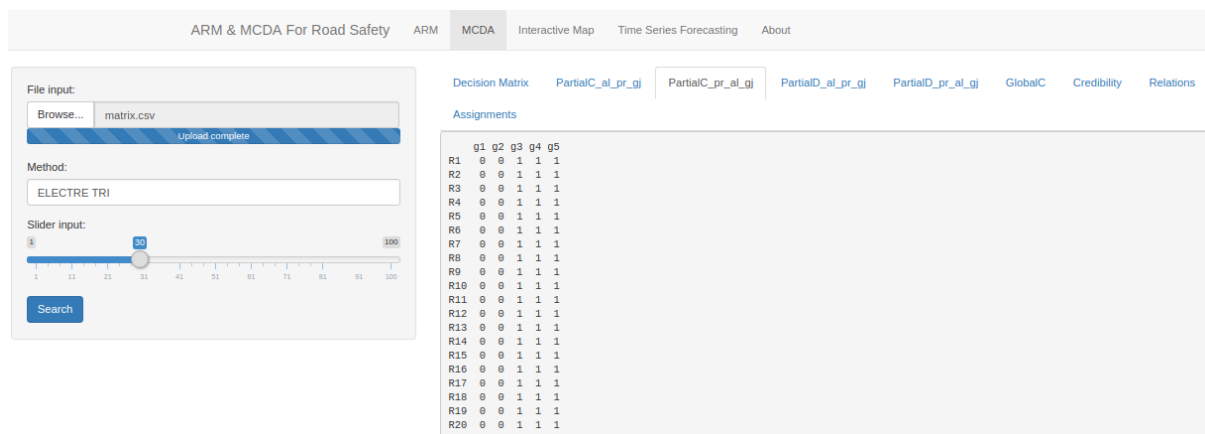 ARM & MCDA For Road Safety ARM MCDA Interactive Map Time Series Forecasting About
File input:
Browse... matrix.csv
Upload complete
Method:
ELECTRE TRI
Slider input:
1 30 100
1 11 21 31 41 51 61 71 81 91 100
Search
Decision Matrix PartialC_al_pr_gj PartialC_pr_al_gj PartialD_al_pr_gj PartialD_pr_al_gj GlobalC Credibility Relations
Assignments
g1 g2 g3 g4 g5
R1 0 0 1 1 1
R2 0 0 1 1 1
R3 0 0 1 1 1
R4 0 0 1 1 1
R5 0 0 1 1 1
R6 0 0 1 1 1
R7 0 0 1 1 1
R8 0 0 1 1 1
R9 0 0 1 1 1
R10 0 0 1 1 1
R11 0 0 1 1 1
R12 0 0 1 1 1
R13 0 0 1 1 1
R14 0 0 1 1 1
R15 0 0 1 1 1
R16 0 0 1 1 1
R17 0 0 1 1 1
R18 0 0 1 1 1
R19 0 0 1 1 1
R20 0 0 1 1 1